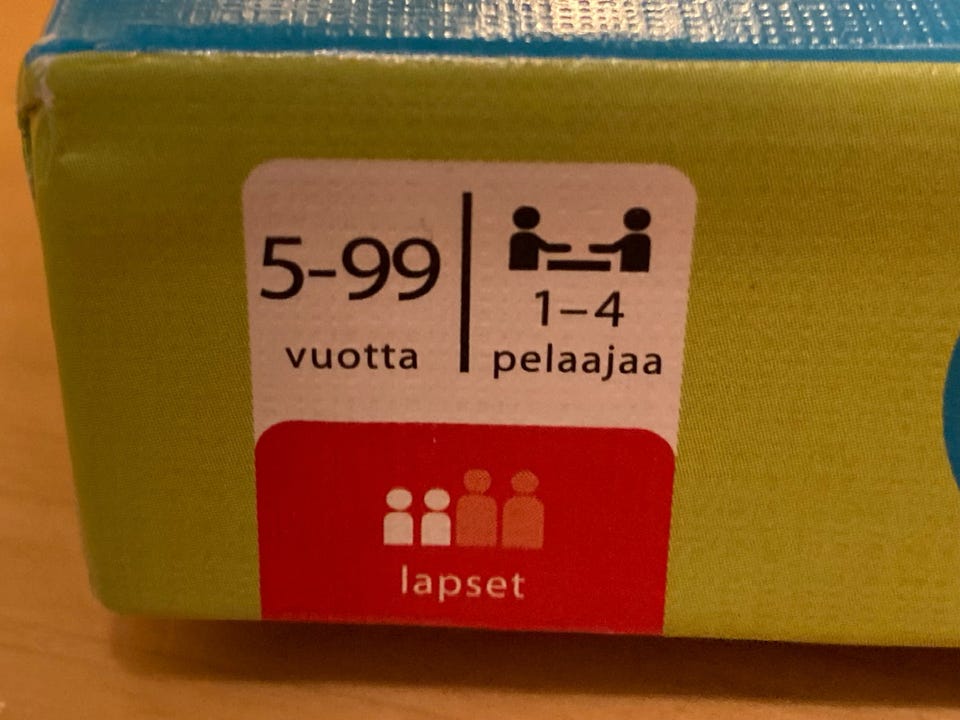 5-99
vuotta
1–4
pelaajaa
lapset